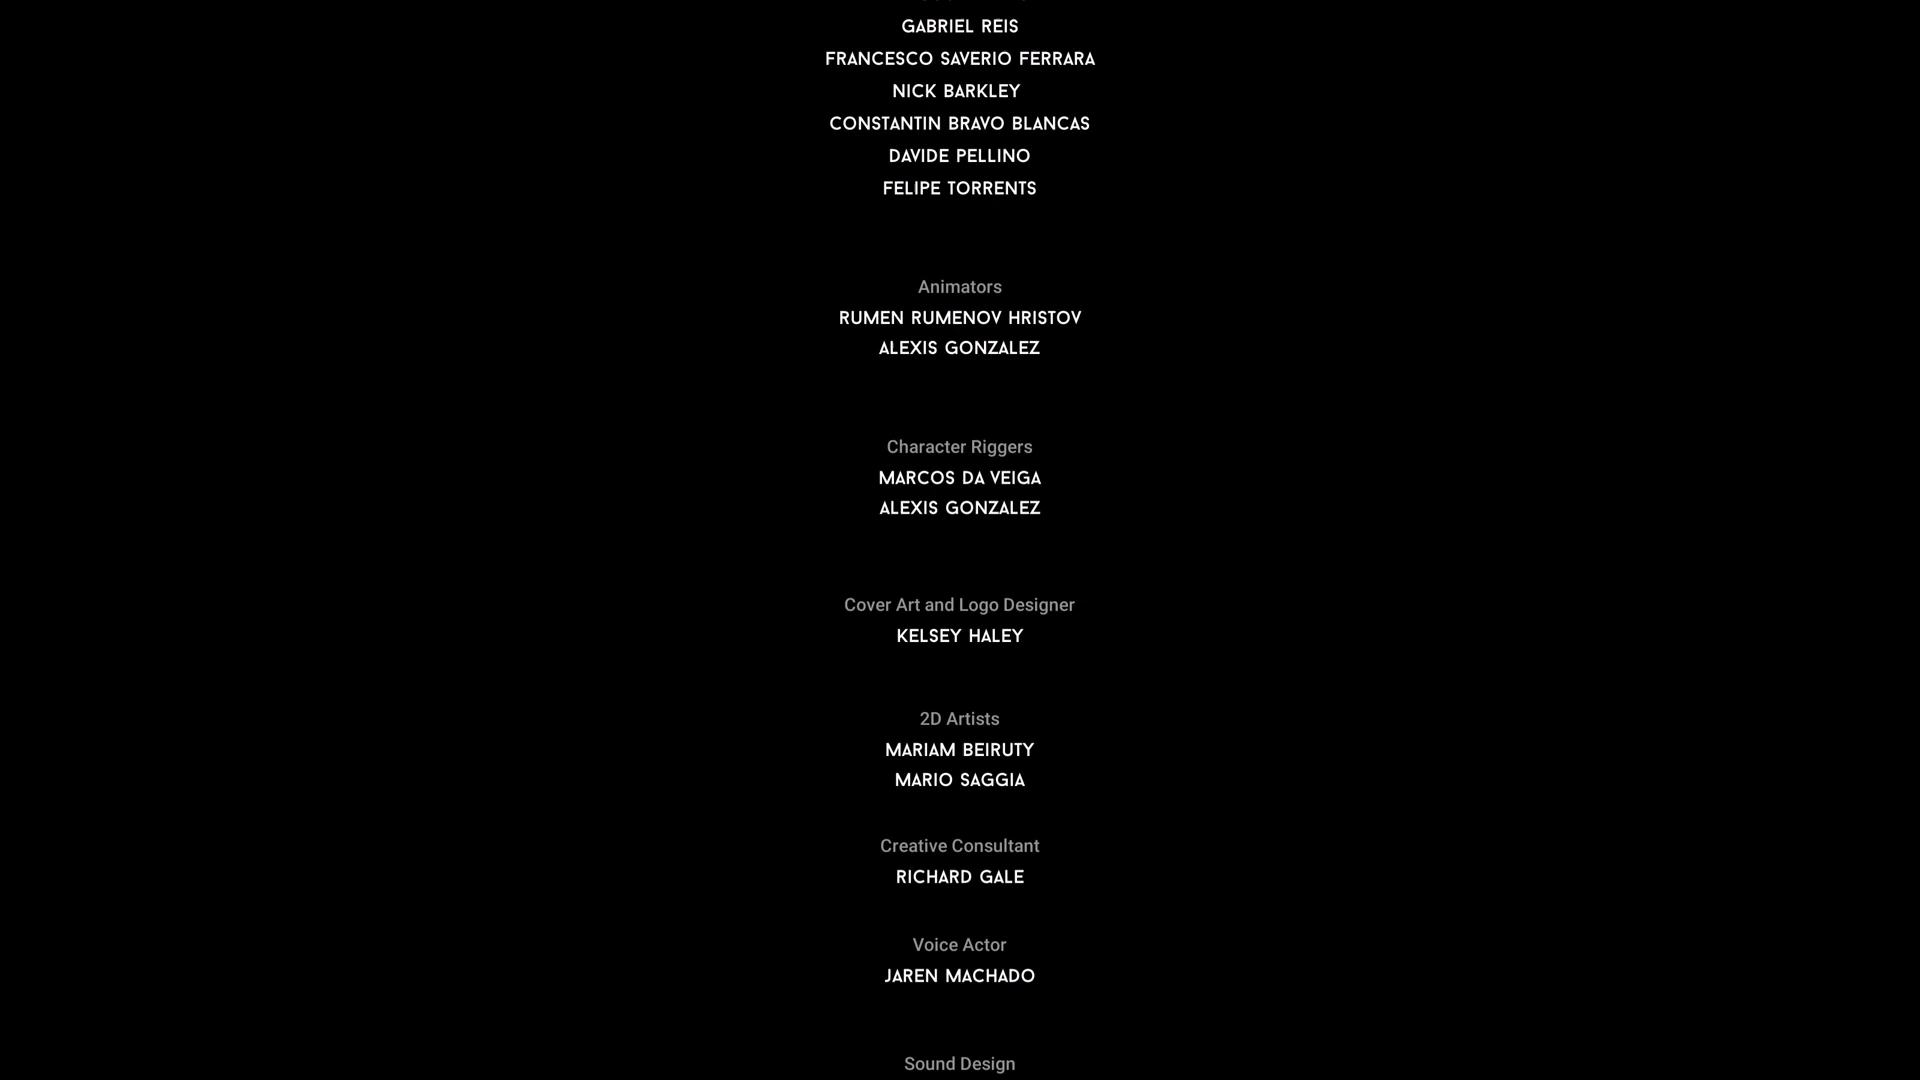 GABRIEL REIS
FRANCESCO SAVERIO FERRARA
NICK BARKLEY
CONSTANTIN BRAVO BLANCAS
DAVIDE PELLINO
FELIPE TORRENTS
Animators
RUMEN RUMENOV HRISTOV
ALEXIS GONZALEZ
Character Riggers
MARCOS DA VEIGA
ALEXIS GONZALEZ
Cover Art and Logo Designer
KELSEY HALEY
2D Artists
MARIAM BEIRUTY
MARIO SAGGIA
Creative Consultant
RICHARD GALE
Voice Actor
JAREN MACHADO
Sound Design